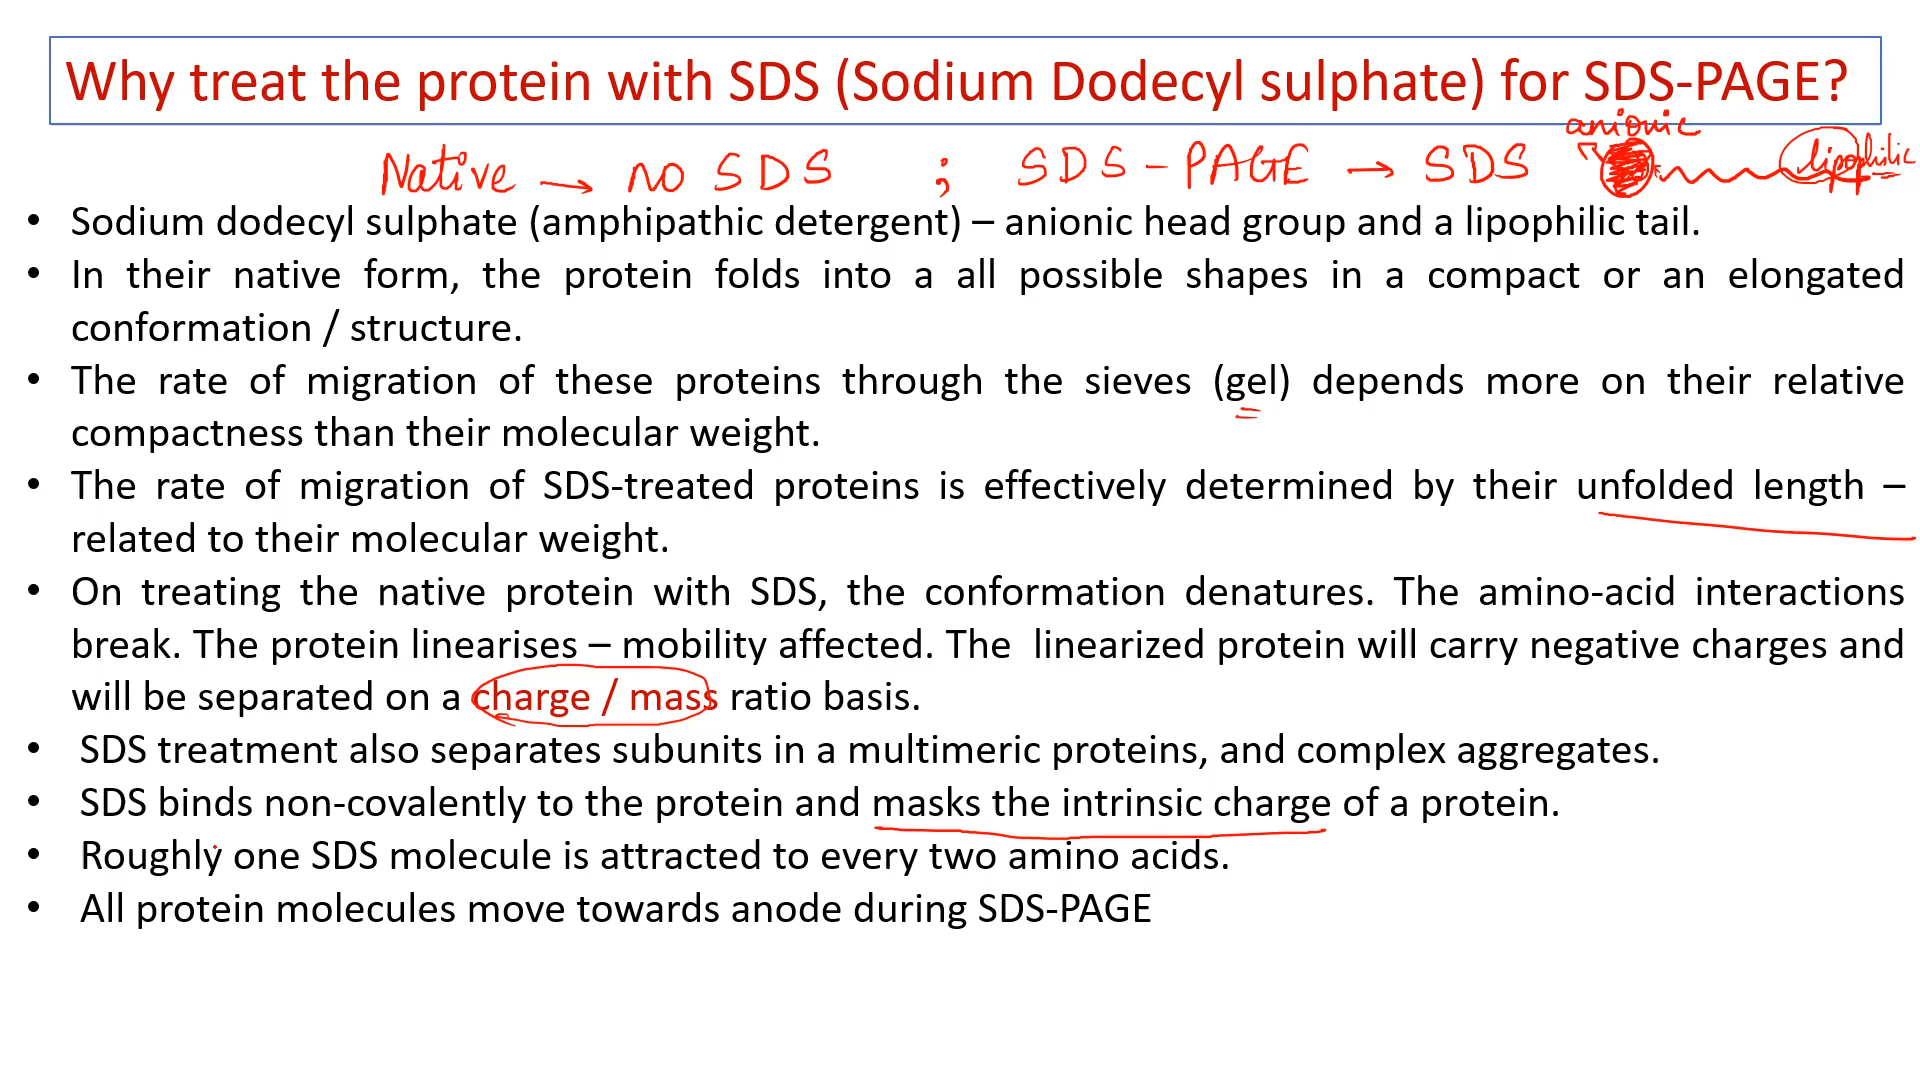 Why treat the protein with SDS (Sodium Dodecyl sulphate) for SDS-PAGE?
anionic
Native → no SDS ; SDS-PAGE → SDS lipophilic
• Sodium dodecyl sulphate (amphipathic detergent) – anionic head group and a lipophilic tail.
• In their native form, the protein folds into a all possible shapes in a compact or an elongated
conformation / structure.
• The rate of migration of these proteins through the sieves (gel) depends more on their relative
compactness than their molecular weight.
• The rate of migration of SDS-treated proteins is effectively determined by their unfolded length –
related to their molecular weight.
• On treating the native protein with SDS, the conformation denatures. The amino-acid interactions
break. The protein linearises – mobility affected. The linearized protein will carry negative charges and
will be separated on a charge / mass ratio basis.
• SDS treatment also separates subunits in a multimeric proteins, and complex aggregates.
• SDS binds non-covalently to the protein and masks the intrinsic charge of a protein.
• Roughly one SDS molecule is attracted to every two amino acids.
• All protein molecules move towards anode during SDS-PAGE